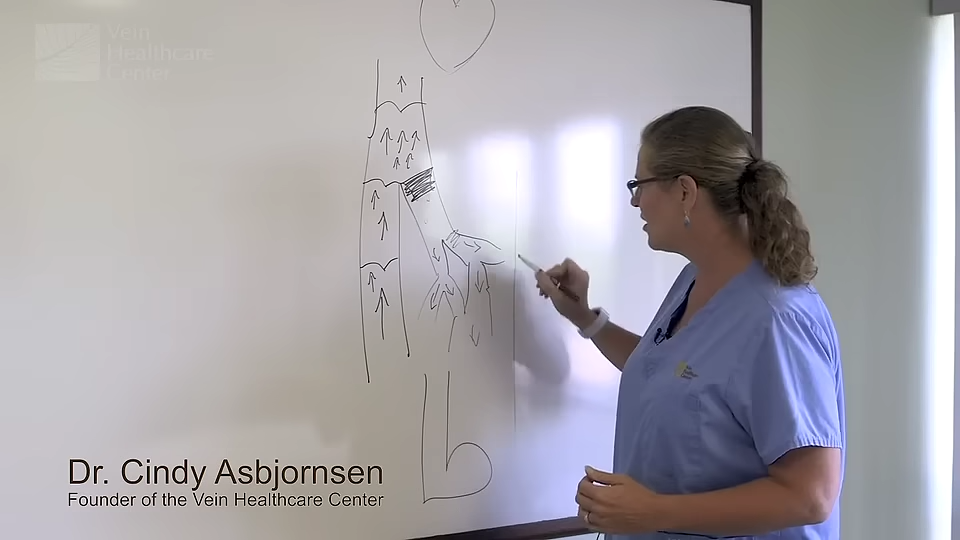 Vein
Healthcare
Center
Dr. Cindy Asbjornsen
Founder of the Vein Healthcare Center